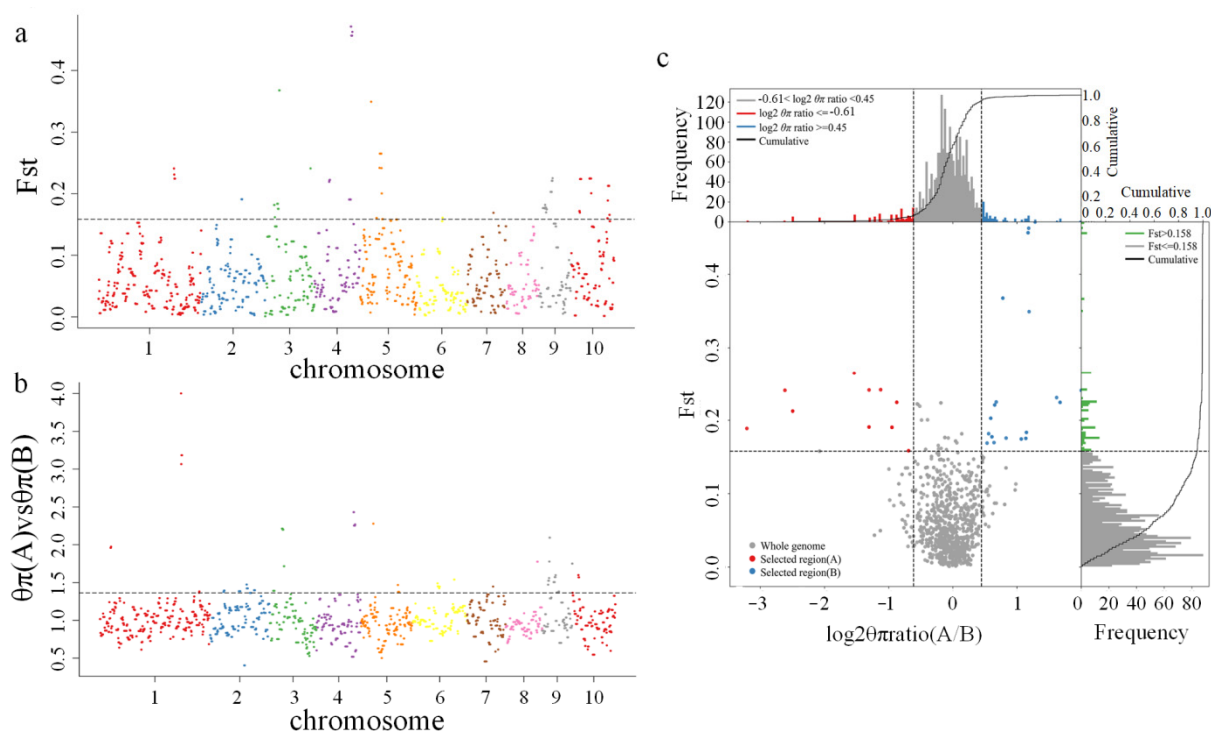 a
Fst
0.0 0.1 0.2 0.3 0.4
1 2 3 4 5 6 7 8 9 10
chromosome
b
θπ(A)vsθπ(B)
0.5 1.0 1.5 2.0 2.5 3.0 3.5 4.0
1 2 3 4 5 6 7 8 9 10
chromosome
c
Frequency
0 20 40 60 80 100 120
-0.61< log2 θπ ratio <0.45
log2 θπ ratio <= -0.61
log2 θπ ratio >=0.45
Cumulative
0.0 0.2 0.4 0.6 0.8 1.0
Cumulative
Cumulative
0 0.2 0.4 0.6 0.8 1.0
Fst>0.158
Fst<=0.158
Cumulative
Fst
0.0 0.1 0.2 0.3 0.4
Whole genome
Selected region(A)
Selected region(B)
−3 −2 −1 0 1 2
log2θπratio(A/B)
0 20 40 60 80
Frequency